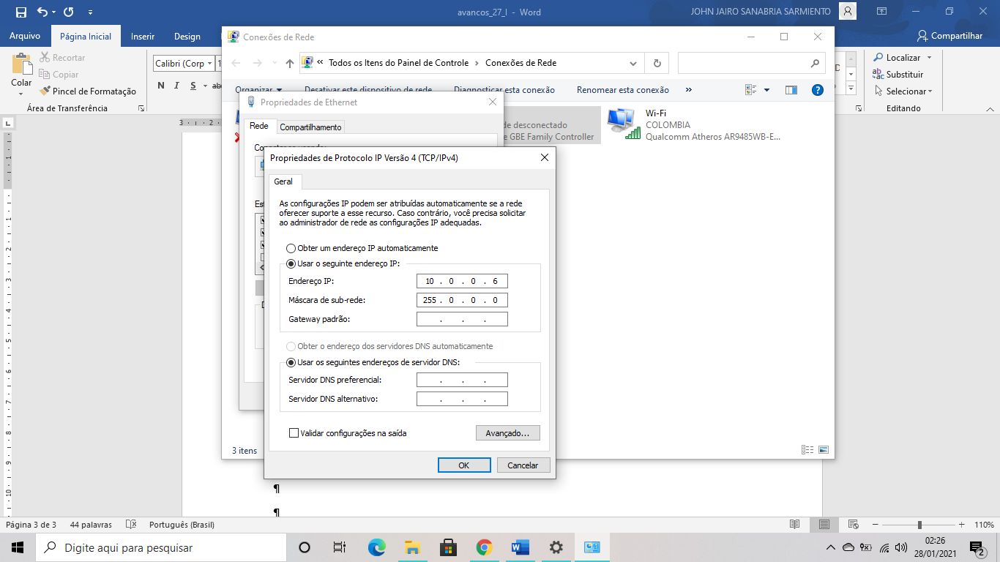 avancos_27_I - Word
JOHN JAIRO SANABRIA SARMIENTO
Arquivo
Página Inicial
Inserir
Design
Compartilhar
Colar
Recortar
Copiar
Pincel de Formatação
Área de Transferência
Calibri (Corp
N I S
Localizar
Substituir
Selecionar
Editando
Conexões de Rede
« Todos os Itens do Painel de Controle › Conexões de Rede
Organizar
Desativar este dispositivo de rede
Diagnosticar esta conexão
Renomear esta conexão
»
Propriedades de Ethernet
Rede
Compartilhamento
de desconectado
e GBE Family Controller
Wi-Fi
COLOMBIA
Qualcomm Atheros AR9485WB-E...
Propriedades de Protocolo IP Versão 4 (TCP/IPv4)
Geral
As configurações IP podem ser atribuídas automaticamente se a rede
oferecer suporte a esse recurso. Caso contrário, você precisa solicitar
ao administrador de rede as configurações IP adequadas.
Obter um endereço IP automaticamente
Usar o seguinte endereço IP:
Endereço IP: 10 . 0 . 0 . 6
Máscara de sub-rede: 255 . 0 . 0 . 0
Gateway padrão: . . .
Obter o endereço dos servidores DNS automaticamente
Usar os seguintes endereços de servidor DNS:
Servidor DNS preferencial: . . .
Servidor DNS alternativo: . . .
Validar configurações na saída
Avançado...
OK
Cancelar
3 itens
¶
¶
Página 3 de 3
44 palavras
Português (Brasil)
110%
Digite aqui para pesquisar
02:26
28/01/2021
2